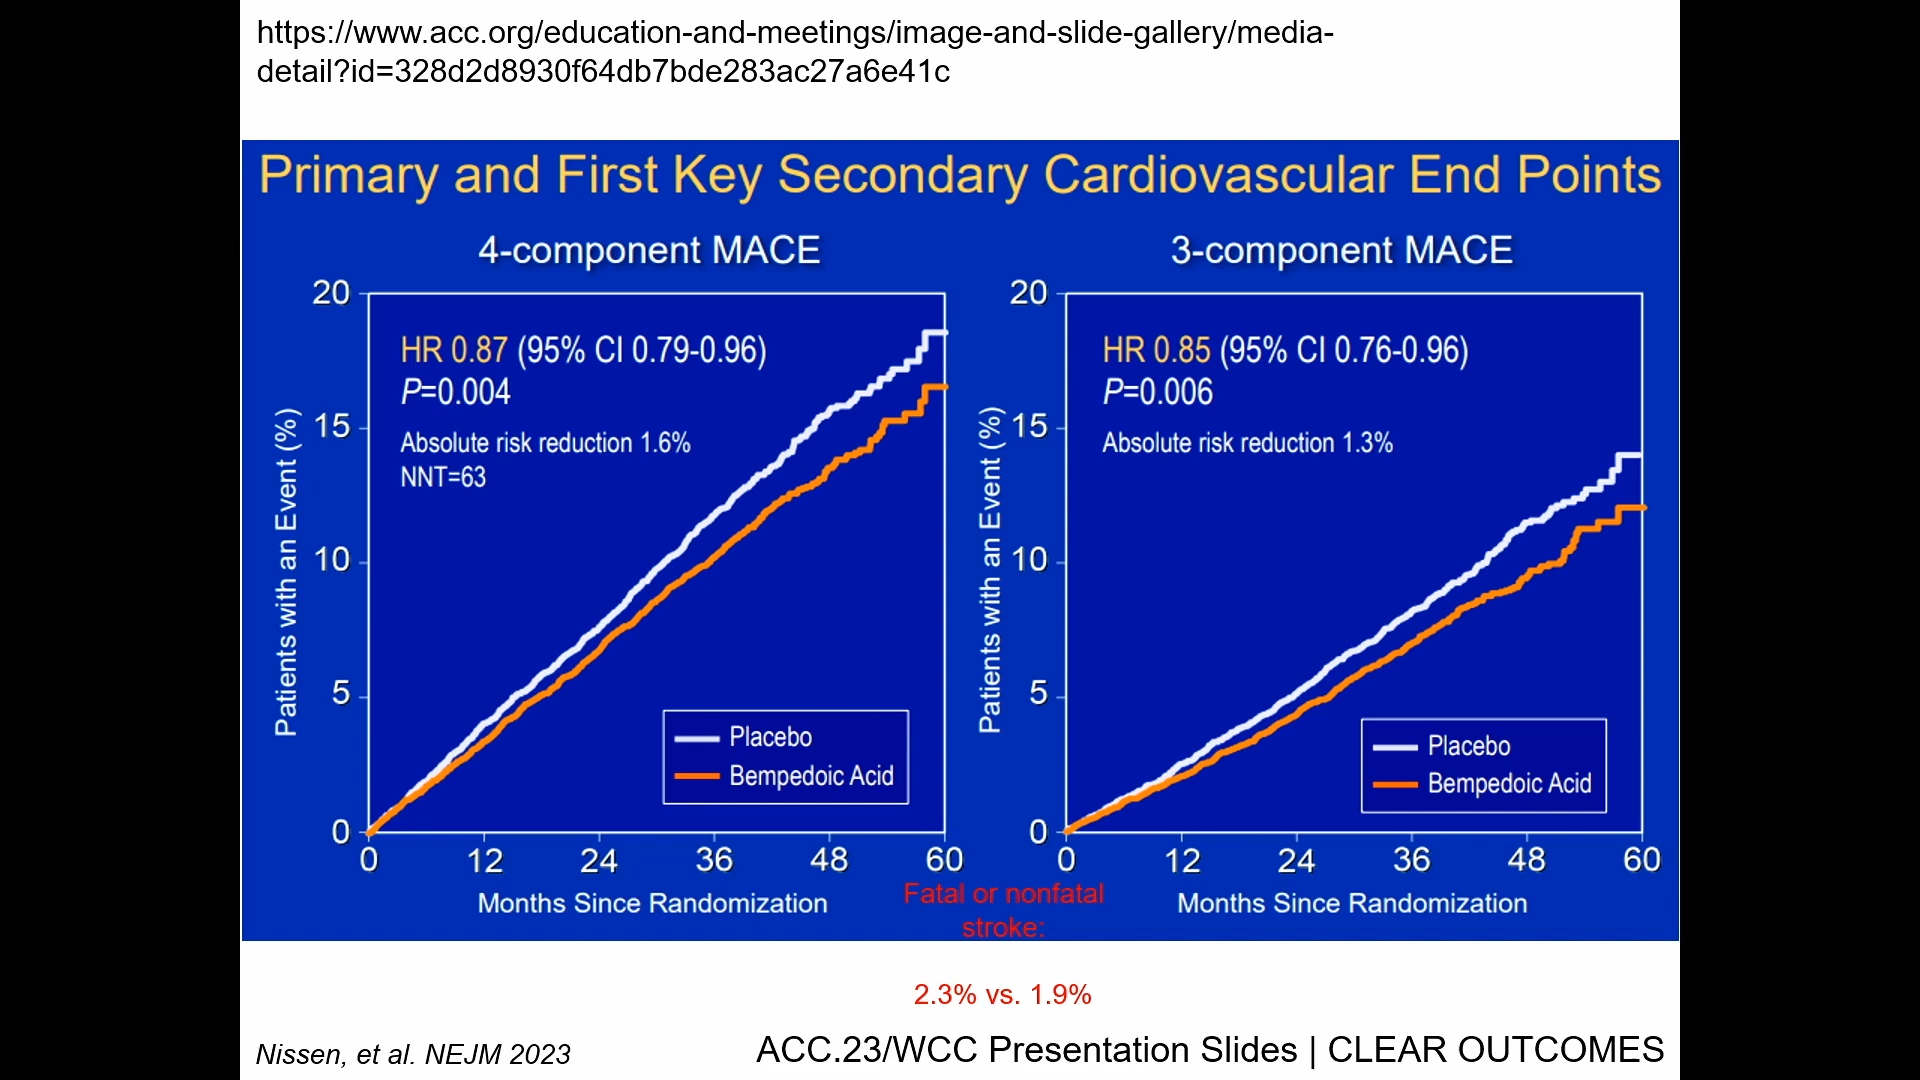 https://www.acc.org/education-and-meetings/image-and-slide-gallery/media-
detail?id=328d2d8930f64db7bde283ac27a6e41c
Primary and First Key Secondary Cardiovascular End Points
4-component MACE
20
15
10
5
0
Patients with an Event (%)
HR 0.87 (95% CI 0.79-0.96)
P=0.004
Absolute risk reduction 1.6%
NNT=63
Placebo
Bempedoic Acid
0 12 24 36 48 60
Months Since Randomization
3-component MACE
20
15
10
5
0
Patients with an Event (%)
HR 0.85 (95% CI 0.76-0.96)
P=0.006
Absolute risk reduction 1.3%
Placebo
Bempedoic Acid
0 12 24 36 48 60
Months Since Randomization
Fatal or nonfatal
stroke:
2.3% vs. 1.9%
Nissen, et al. NEJM 2023
ACC.23/WCC Presentation Slides | CLEAR OUTCOMES